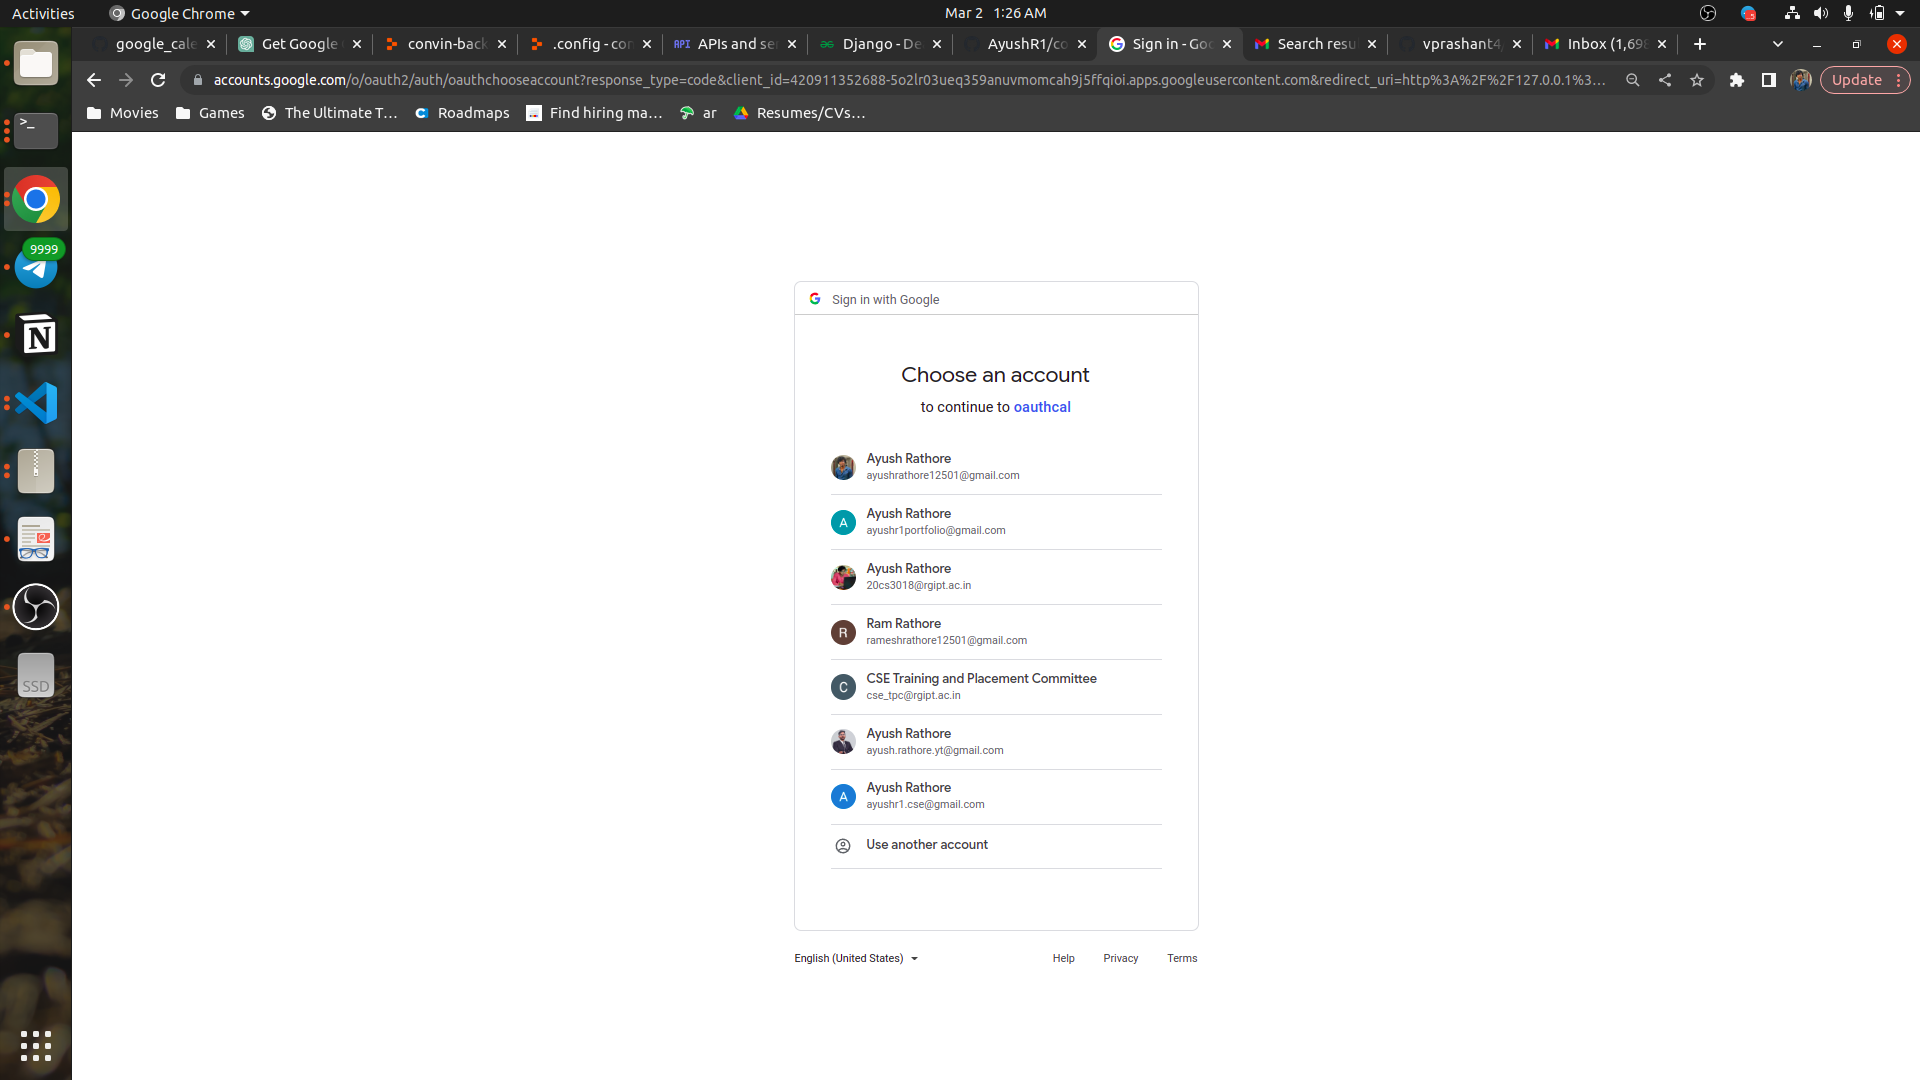 Activities Google Chrome Mar 2 1:26 AM
google_cale Get Google convin-back .config - con APIs and ser Django - De AyushR1/co Sign in - Goo Search resu vprashant4 Inbox (1,698
accounts.google.com/o/oauth2/auth/oauthchooseaccount?response_type=code&client_id=420911352688-5o2lr03ueq359anuvmomcah9j5ffqioi.apps.googleusercontent.com&redirect_uri=http%3A%2F%2F127.0.0.1%3... Update
Movies Games The Ultimate T... Roadmaps Find hiring ma... ar Resumes/CVs...
9999
SSD
Sign in with Google
Choose an account
to continue to oauthcal
Ayush Rathore
ayushrathore12501@gmail.com
A
Ayush Rathore
ayushr1portfolio@gmail.com
Ayush Rathore
20cs3018@rgipt.ac.in
R
Ram Rathore
rameshrathore12501@gmail.com
C
CSE Training and Placement Committee
cse_tpc@rgipt.ac.in
Ayush Rathore
ayush.rathore.yt@gmail.com
A
Ayush Rathore
ayushr1.cse@gmail.com
Use another account
English (United States) Help Privacy Terms